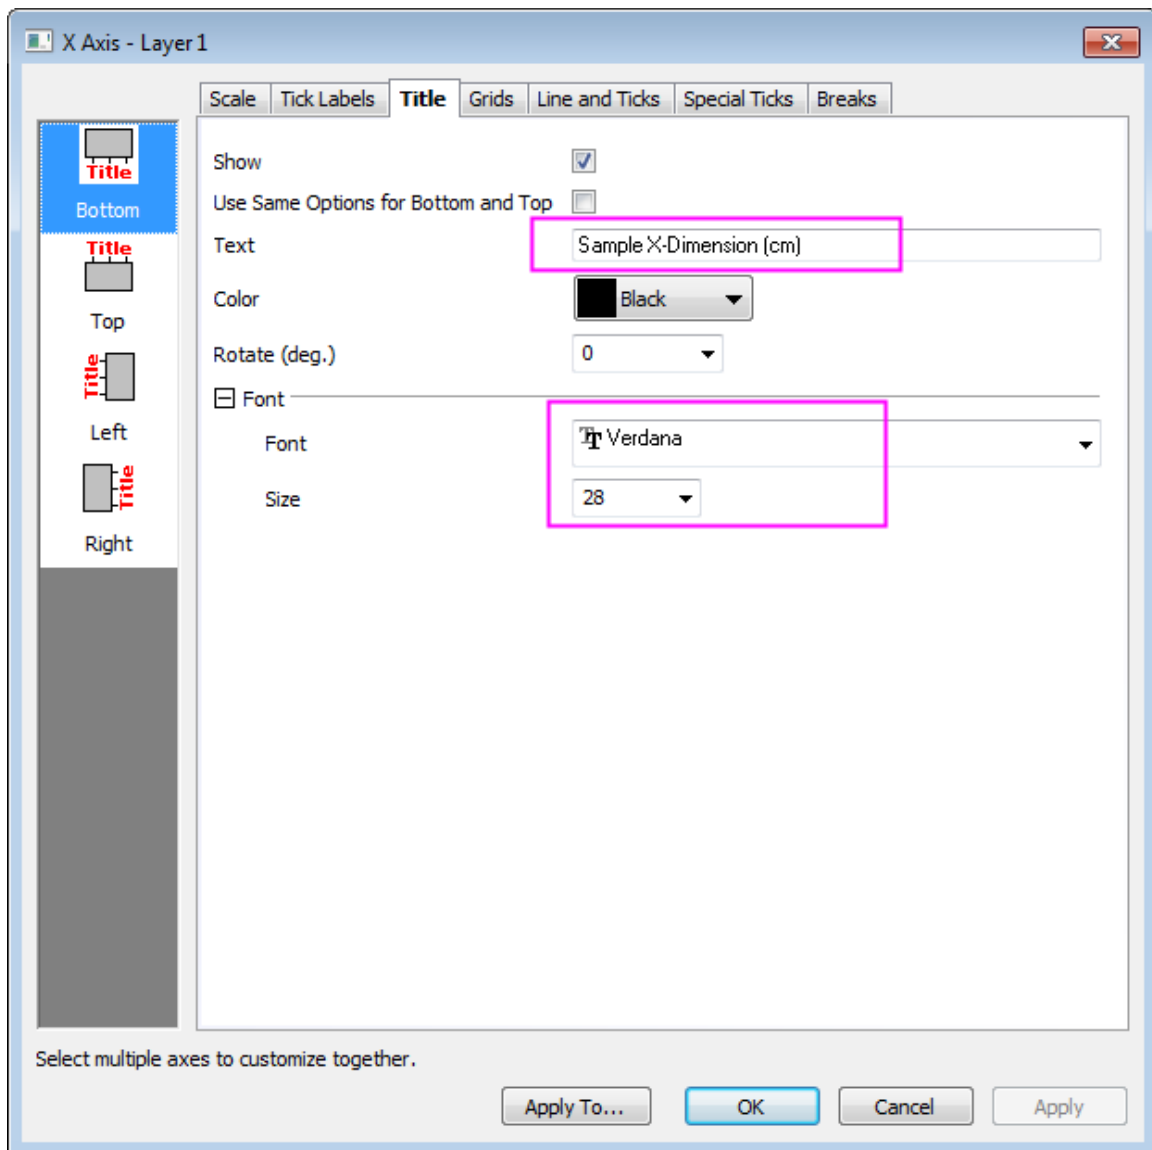 X Axis - Layer 1
Scale Tick Labels Title Grids Line and Ticks Special Ticks Breaks
Title
Bottom
Title
Top
Title
Left
Title
Right
Show
Use Same Options for Bottom and Top
Text Sample X-Dimension (cm)
Color Black
Rotate (deg.) 0
Font
Font Verdana
Size 28
Select multiple axes to customize together.
Apply To... OK Cancel Apply